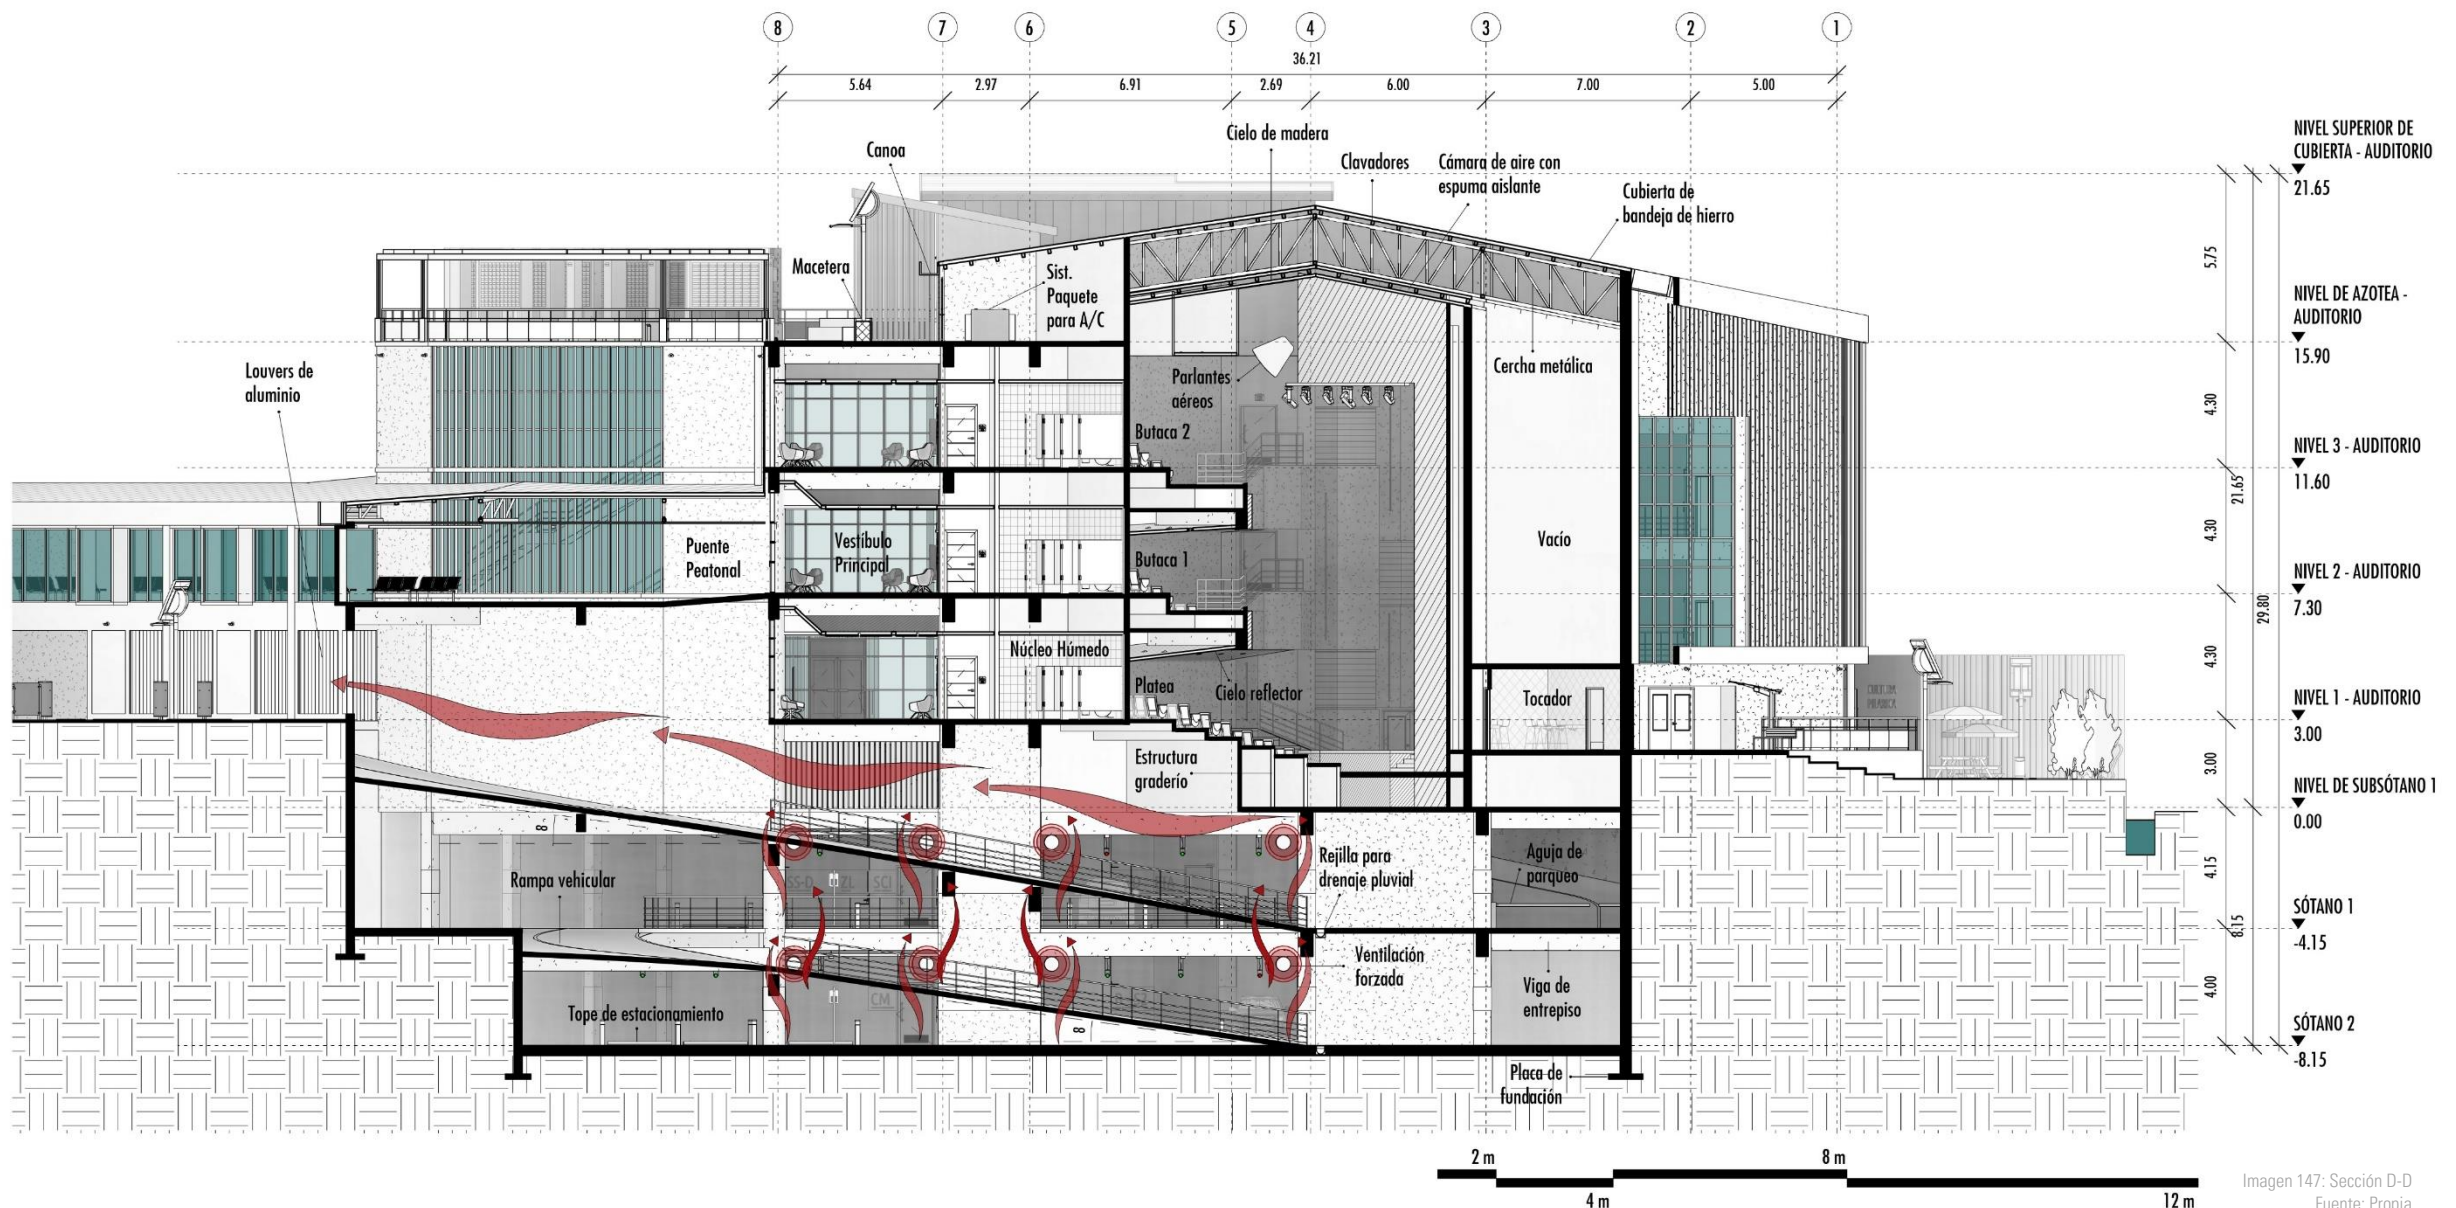 8
7
6
5
4
3
2
1
36.21
5.64
2.97
6.91
2.69
6.00
7.00
5.00
Canoa
Cielo de madera
Clavadores
Cámara de aire con
espuma aislante
Cubierta de
bandeja de hierro
Macetera
Sist.
Paquete
para A/C
Louvers de
aluminio
Parlantes
aéreos
Cercha metálica
Butaca 2
Puente
Peatonal
Vestíbulo
Principal
Butaca 1
Vacío
Núcleo Húmedo
Platea
Cielo reflector
Tocador
Estructura
graderío
8
Rampa vehicular
SCI
Rejilla para
drenaje pluvial
Aguja de
parqueo
Tope de estacionamiento
CM
8
Ventilación
forzada
Viga de
entrepiso
Placa de
fundación
NIVEL SUPERIOR DE
CUBIERTA - AUDITORIO
21.65
NIVEL DE AZOTEA -
AUDITORIO
15.90
NIVEL 3 - AUDITORIO
11.60
NIVEL 2 - AUDITORIO
7.30
NIVEL 1 - AUDITORIO
3.00
NIVEL DE SUBSÓTANO 1
0.00
SÓTANO 1
-4.15
SÓTANO 2
-8.15
5.75
4.30
4.30
4.30
3.00
4.15
4.00
21.65
8.15
29.80
2 m
8 m
4 m
12 m
Imagen 147: Sección D-D
Fuente: Propia